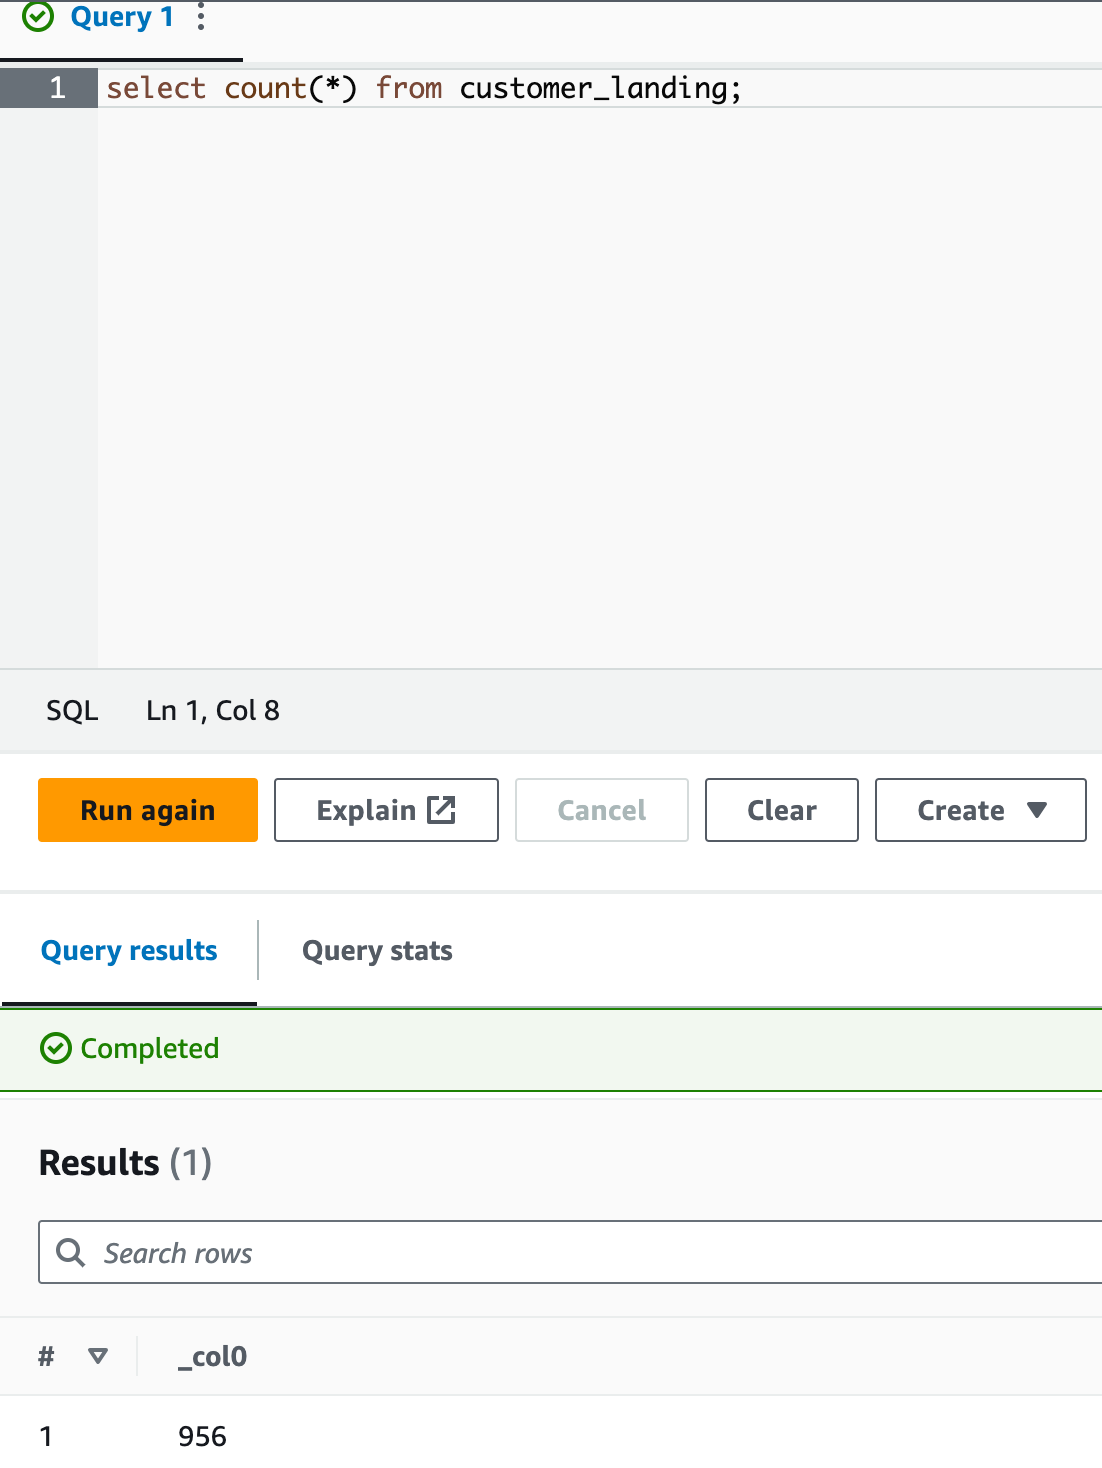 Query 1
1 select count(*) from customer_landing;
SQL Ln 1, Col 8
Run again Explain Cancel Clear Create
Query results Query stats
Completed
Results (1)
Search rows
# _col0
1 956